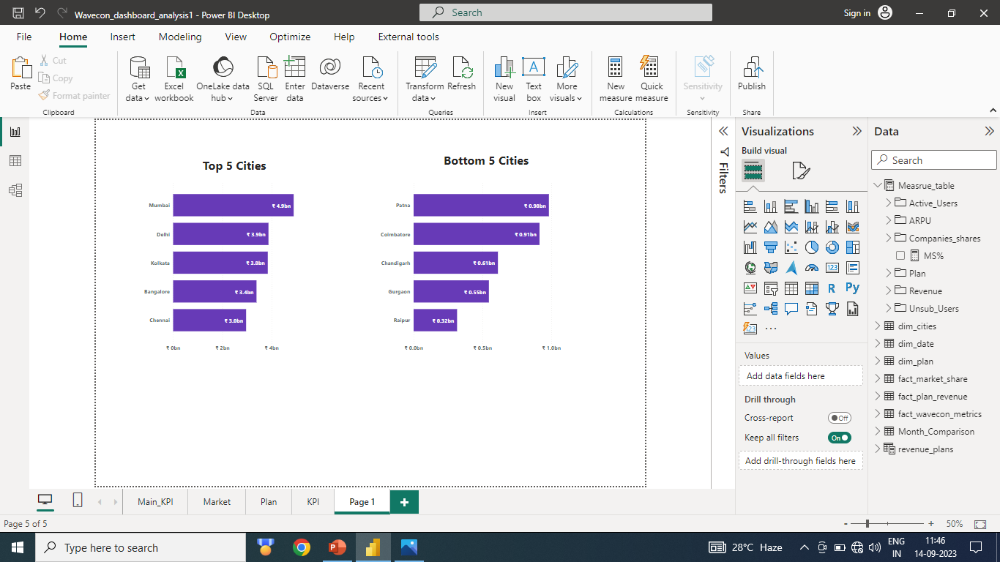 Wavecon_dashboard_analysis1 - Power BI Desktop
Search
Sign in
File Home Insert Modeling View Optimize Help External tools
Paste
Cut
Copy
Format painter
Clipboard
Get data
Excel workbook
OneLake data hub
SQL Server
Enter data
Dataverse
Recent sources
Data
Transform data
Refresh
Queries
New visual
Text box
More visuals
Insert
New measure
Quick measure
Calculations
Sensitivity
Sensitivity
Publish
Share
Top 5 Cities
Mumbai ₹ 4.9bn
Delhi ₹ 3.9bn
Kolkata ₹ 3.8bn
Bangalore ₹ 3.4bn
Chennai ₹ 3.0bn
₹ 0bn ₹ 2bn ₹ 4bn
Bottom 5 Cities
Patna ₹ 0.98bn
Coimbatore ₹ 0.91bn
Chandigarh ₹ 0.61bn
Gurgaon ₹ 0.55bn
Raipur ₹ 0.32bn
₹ 0.0bn ₹ 0.5bn ₹ 1.0bn
Filters
Visualizations
Build visual
123
R
Py
123
Values
Add data fields here
Drill through
Cross-report Off
Keep all filters On
Add drill-through fields here
Data
Search
Measrue_table
Active_Users
ARPU
Companies_shares
MS%
Plan
Revenue
Unsub_Users
dim_cities
dim_date
dim_plan
fact_market_share
fact_plan_revenue
fact_wavecon_metrics
Month_Comparison
revenue_plans
Main_KPI Market Plan KPI Page 1 +
Page 5 of 5
- + 50%
Type here to search
28°C Haze
ENG
IN
11:46
14-09-2023